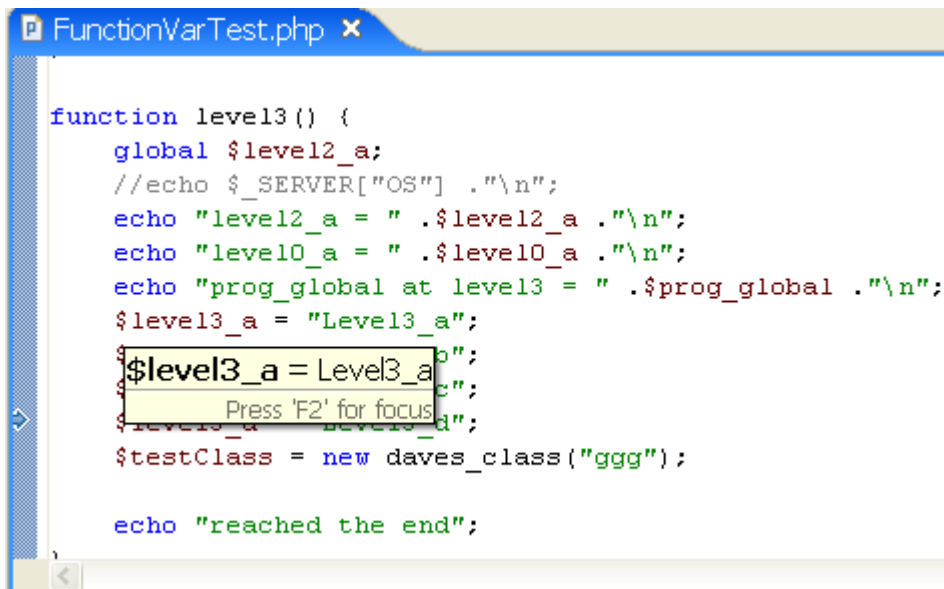 FunctionVarTest.php
function level3() {
global $level2_a;
//echo $_SERVER["OS"] ."\n";
echo "level2_a = " .$level2_a ."\n";
echo "level0_a = " .$level0_a ."\n";
echo "prog_global at level3 = " .$prog_global ."\n";
$level3_a = "Level3_a";
$level3_a = Level3_a
Press 'F2' for focus
$testClass = new daves_class("ggg");
echo "reached the end";
}